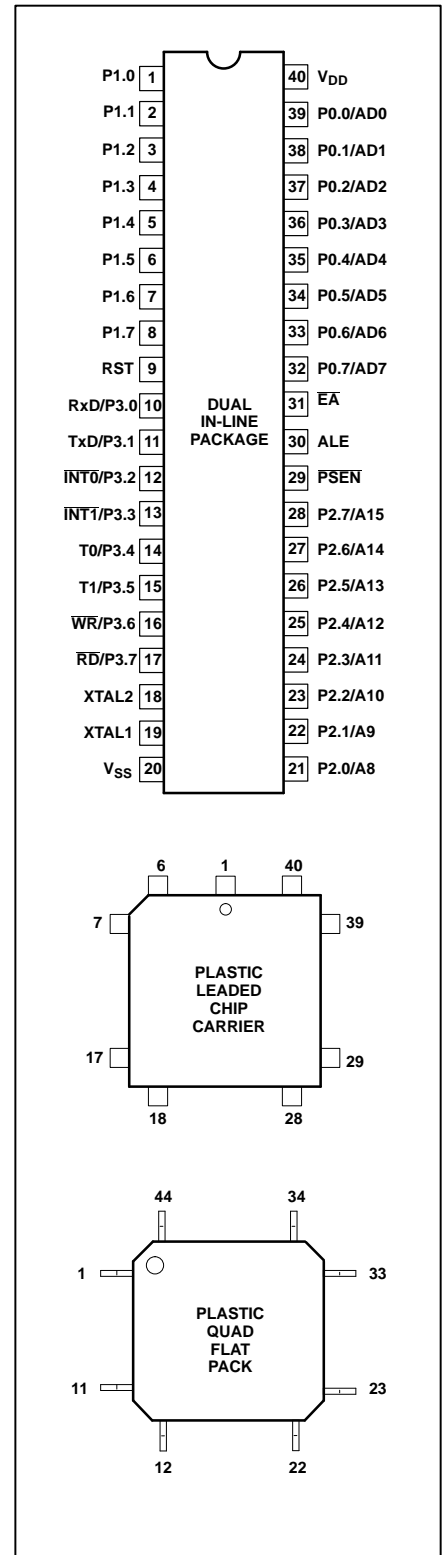 P1.0 1 40 VDD
P1.1 2 39 P0.0/AD0
P1.2 3 38 P0.1/AD1
P1.3 4 37 P0.2/AD2
P1.4 5 36 P0.3/AD3
P1.5 6 35 P0.4/AD4
P1.6 7 34 P0.5/AD5
P1.7 8 33 P0.6/AD6
RST 9 32 P0.7/AD7
RxD/P3.0 10 DUAL 31 E̅A̅
IN-LINE
TxD/P3.1 11 PACKAGE 30 ALE
I̅N̅T̅0̅/P3.2 12 29 P̅S̅E̅N̅
I̅N̅T̅1̅/P3.3 13 28 P2.7/A15
T0/P3.4 14 27 P2.6/A14
T1/P3.5 15 26 P2.5/A13
W̅R̅/P3.6 16 25 P2.4/A12
R̅D̅/P3.7 17 24 P2.3/A11
XTAL2 18 23 P2.2/A10
XTAL1 19 22 P2.1/A9
VSS 20 21 P2.0/A8
6 1 40
7 39
PLASTIC
LEADED
CHIP
CARRIER
17 29
18 28
44 34
1 33
PLASTIC
QUAD
FLAT
PACK
11 23
12 22